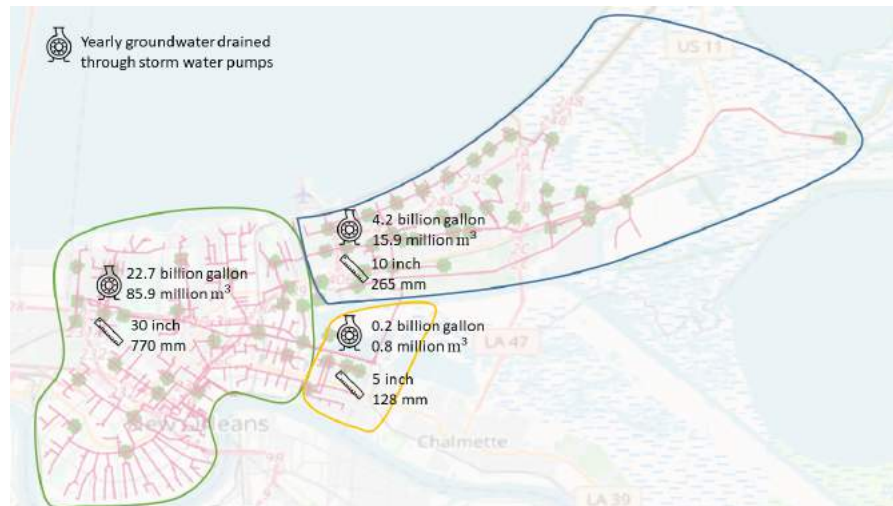 Yearly groundwater drained
through storm water pumps
US 11
4.2 billion gallon
15.9 million m³
10 inch
265 mm
22.7 billion gallon
85.9 million m³
30 inch
770 mm
0.2 billion gallon
0.8 million m³
5 inch
128 mm
LA 47
New Orleans
Chalmette
LA 39